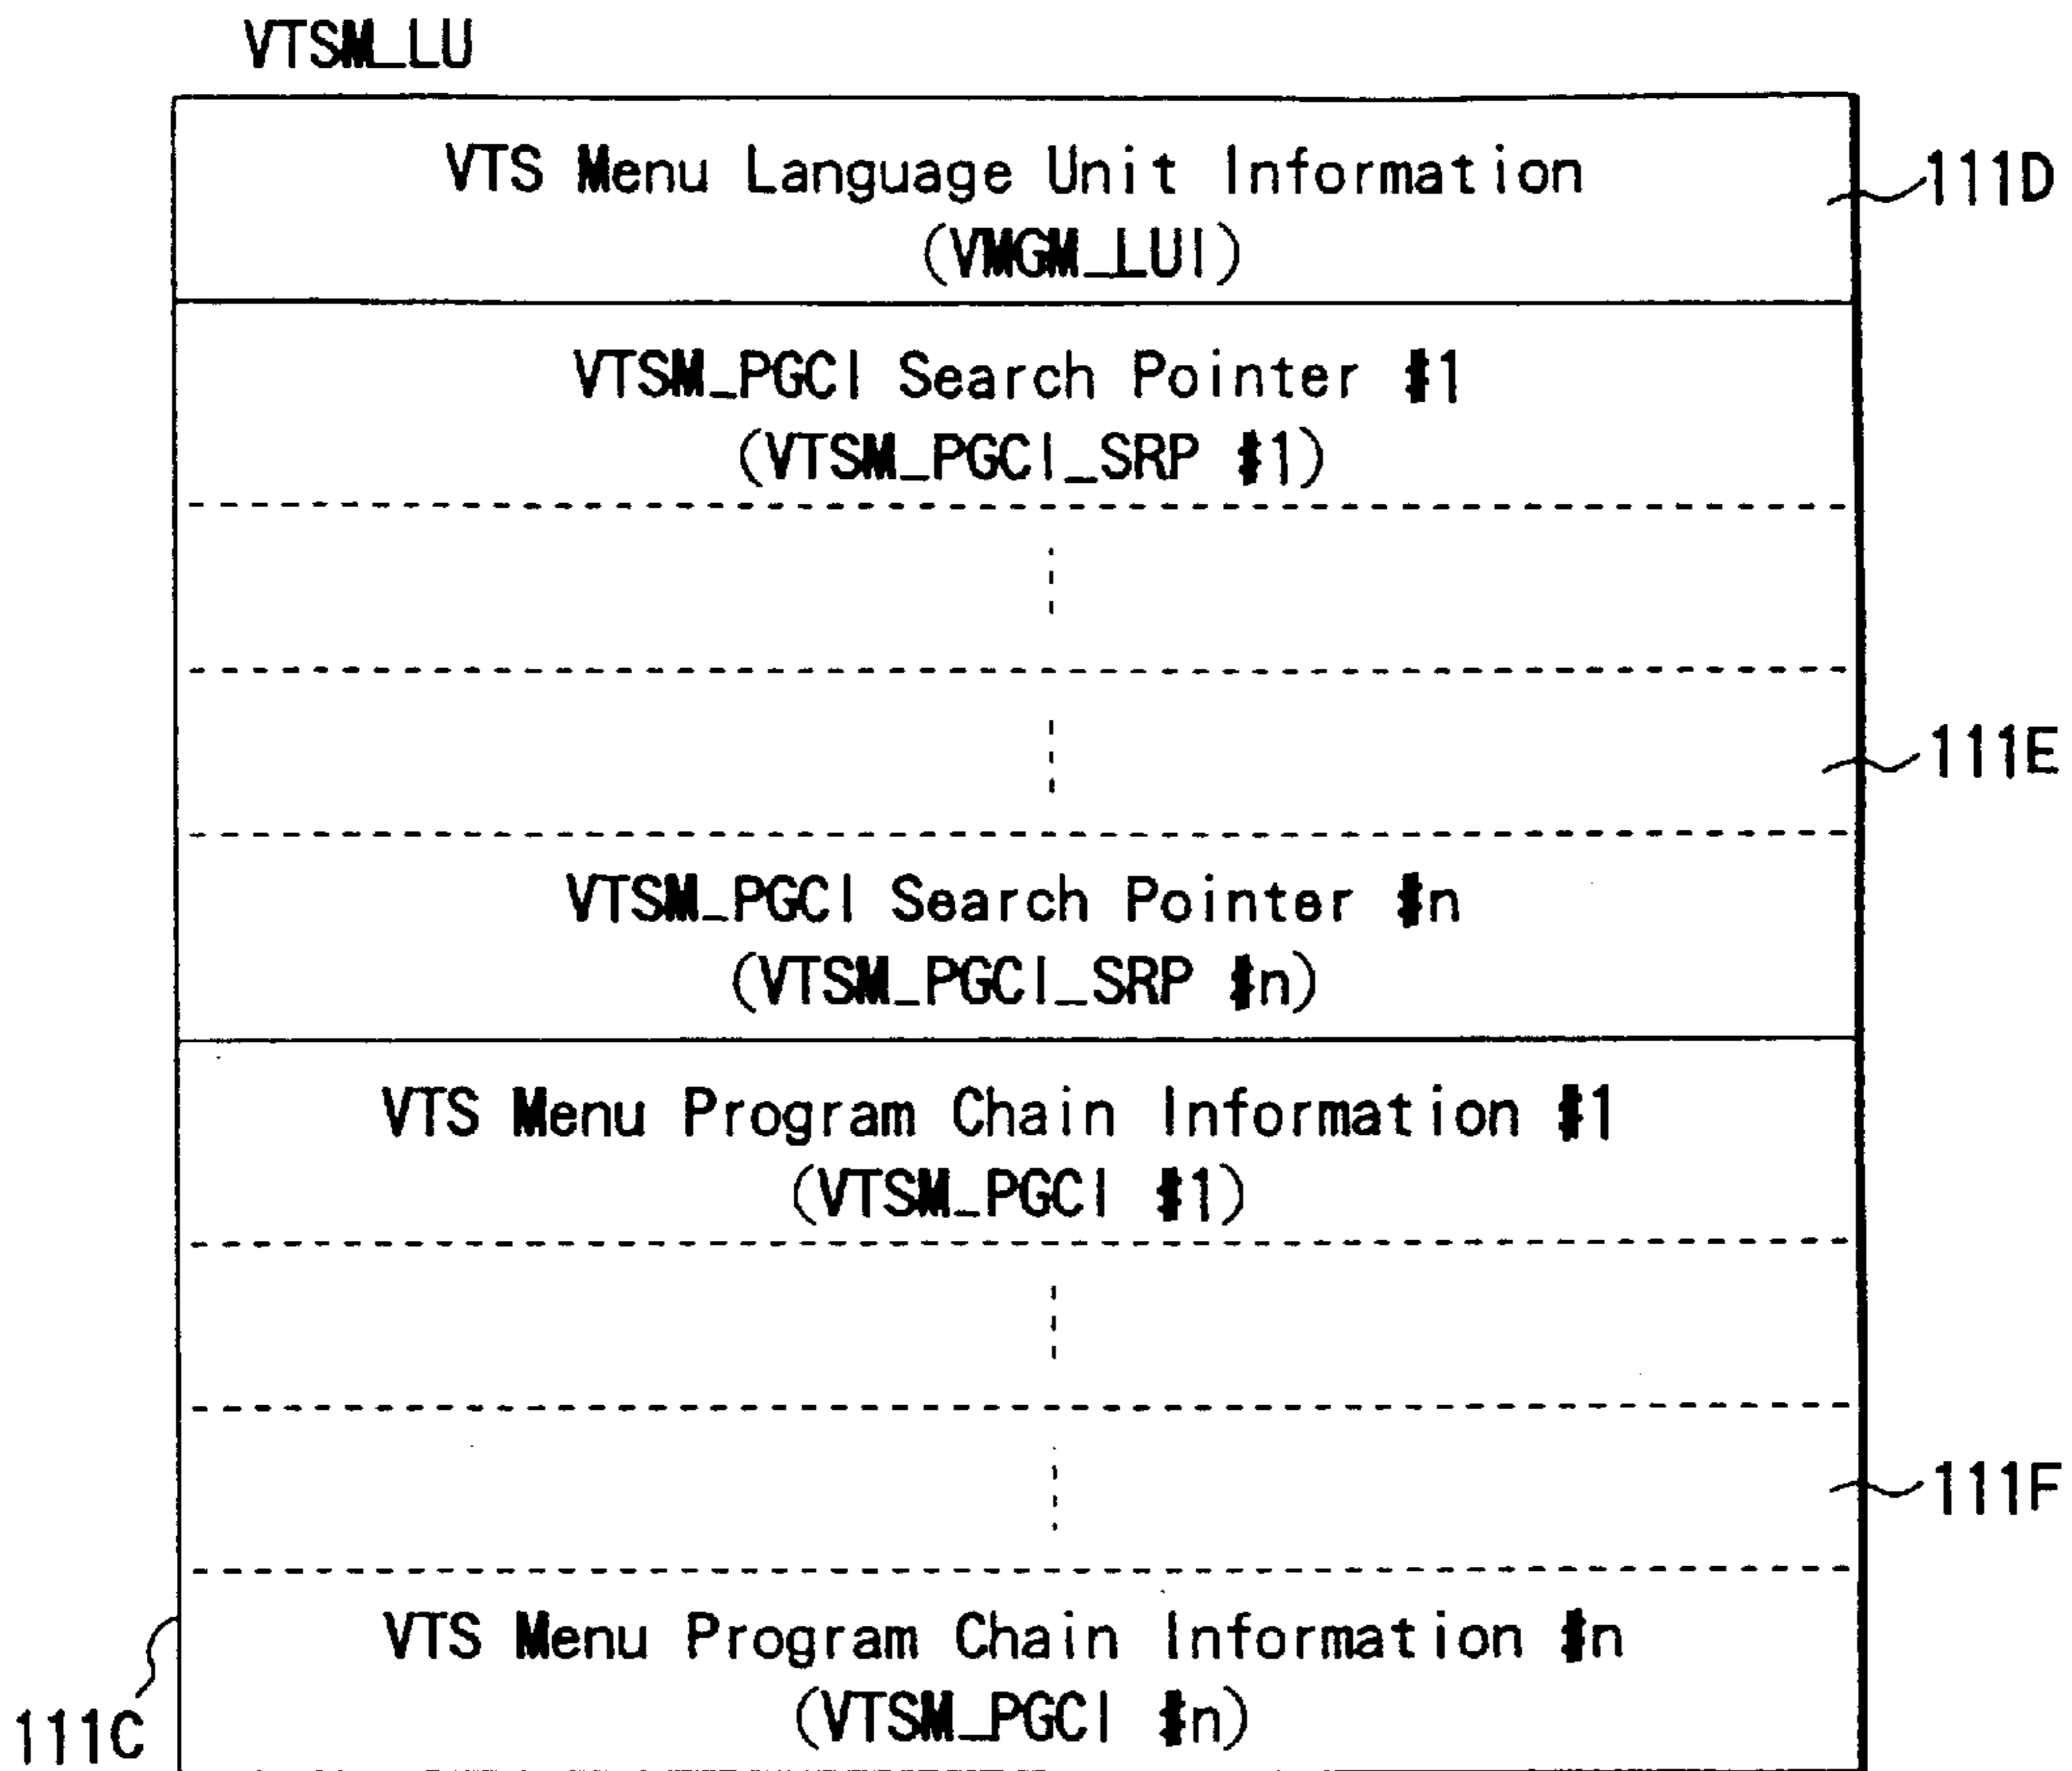 VTSM_LU
VTS Menu Language Unit Information
(VMGM_LUI)
111D
VTSM_PGCI Search Pointer #1
(VTSM_PGCI_SRP #1)
111E
VTSM_PGCI Search Pointer #n
(VTSM_PGCI_SRP #n)
VTS Menu Program Chain Information #1
(VTSM_PGCI #1)
111F
VTS Menu Program Chain Information #n
(VTSM_PGCI #n)
111C